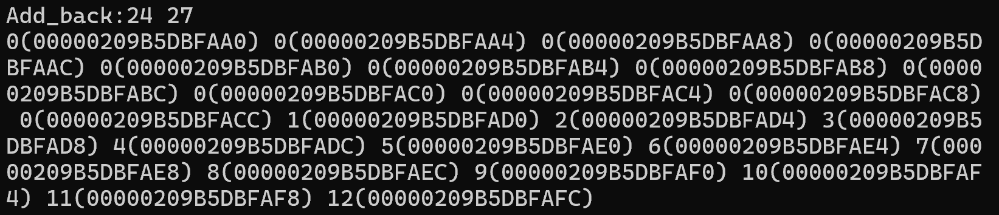 Add_back:24 27
0(00000209B5DBFAA0) 0(00000209B5DBFAA4) 0(00000209B5DBFAA8) 0(00000209B5D
BFAAC) 0(00000209B5DBFAB0) 0(00000209B5DBFAB4) 0(00000209B5DBFAB8) 0(0000
0209B5DBFABC) 0(00000209B5DBFAC0) 0(00000209B5DBFAC4) 0(00000209B5DBFAC8)
 0(00000209B5DBFACC) 1(00000209B5DBFAD0) 2(00000209B5DBFAD4) 3(00000209B5
DBFAD8) 4(00000209B5DBFADC) 5(00000209B5DBFAE0) 6(00000209B5DBFAE4) 7(000
00209B5DBFAE8) 8(00000209B5DBFAEC) 9(00000209B5DBFAF0) 10(00000209B5DBFAF
4) 11(00000209B5DBFAF8) 12(00000209B5DBFAFC)